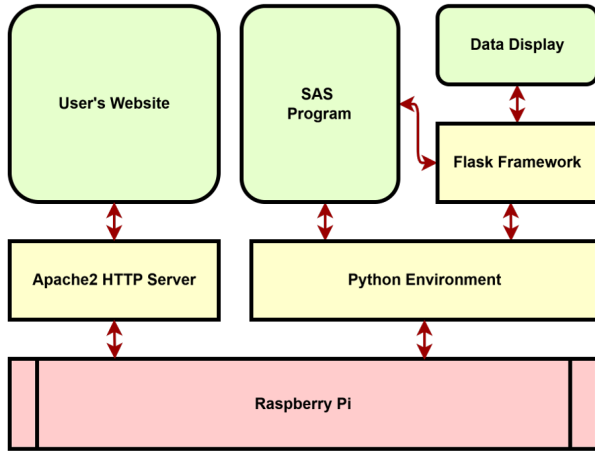 User's Website
SAS
Program
Data Display
Flask Framework
Apache2 HTTP Server
Python Environment
Raspberry Pi